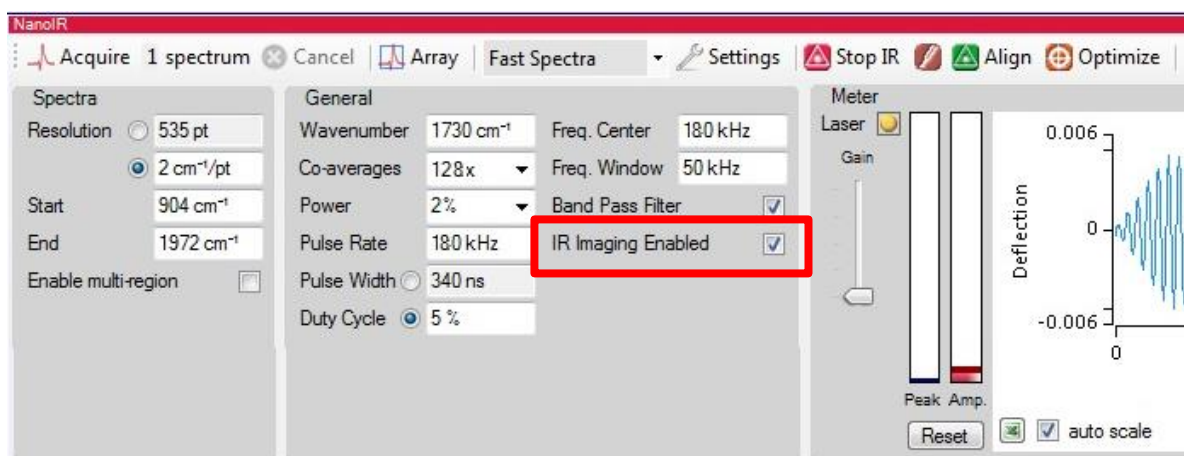 NanoIR
Acquire 1 spectrum Cancel Array Fast Spectra Settings Stop IR Align Optimize
Spectra
Resolution 535 pt
2 cm⁻¹/pt
Start 904 cm⁻¹
End 1972 cm⁻¹
Enable multi-region
General
Wavenumber 1730 cm⁻¹ Freq. Center 180 kHz
Co-averages 128x Freq. Window 50 kHz
Power 2% Band Pass Filter
Pulse Rate 180 kHz IR Imaging Enabled
Pulse Width 340 ns
Duty Cycle 5 %
Meter
Laser
Gain
Peak Amp.
Reset
Deflection
0.006
0
-0.006
0
auto scale